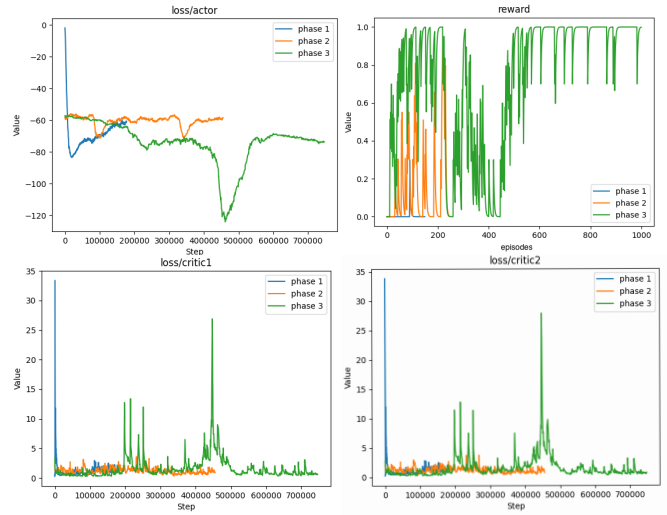 loss/actor
Value
0
−20
−40
−60
−80
−100
−120
phase 1
phase 2
phase 3
0 100000 200000 300000 400000 500000 600000 700000
Step
reward
Value
1.0
0.8
0.6
0.4
0.2
0.0
phase 1
phase 2
phase 3
0 200 400 600 800 1000
episodes
loss/critic1
Value
35
30
25
20
15
10
5
0
phase 1
phase 2
phase 3
0 100000 200000 300000 400000 500000 600000 700000
Step
loss/critic2
Value
35
30
25
20
15
10
5
0
phase 1
phase 2
phase 3
0 100000 200000 300000 400000 500000 600000 700000
Step